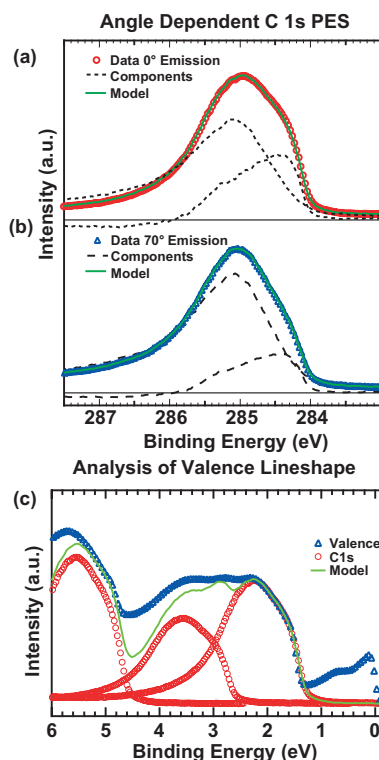 Angle Dependent C 1s PES
(a)
Data 0° Emission
Components
Model
Intensity (a.u.)
(b)
Data 70° Emission
Components
Model
287 286 285 284
Binding Energy (eV)
Analysis of Valence Lineshape
(c)
Valence
C1s
Model
Intensity (a.u.)
6 5 4 3 2 1 0
Binding Energy (eV)